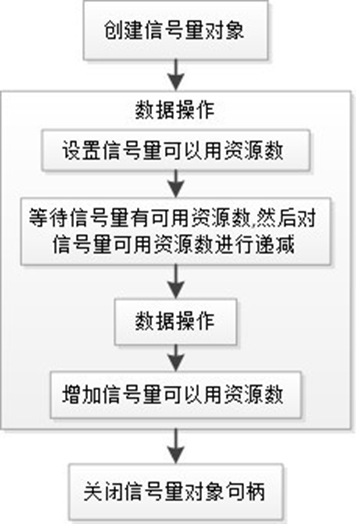 创建信号量对象
数据操作
设置信号量可以用资源数
等待信号量有可用资源数,然后对
信号量可用资源数进行递减
数据操作
增加信号量可以用资源数
关闭信号量对象句柄